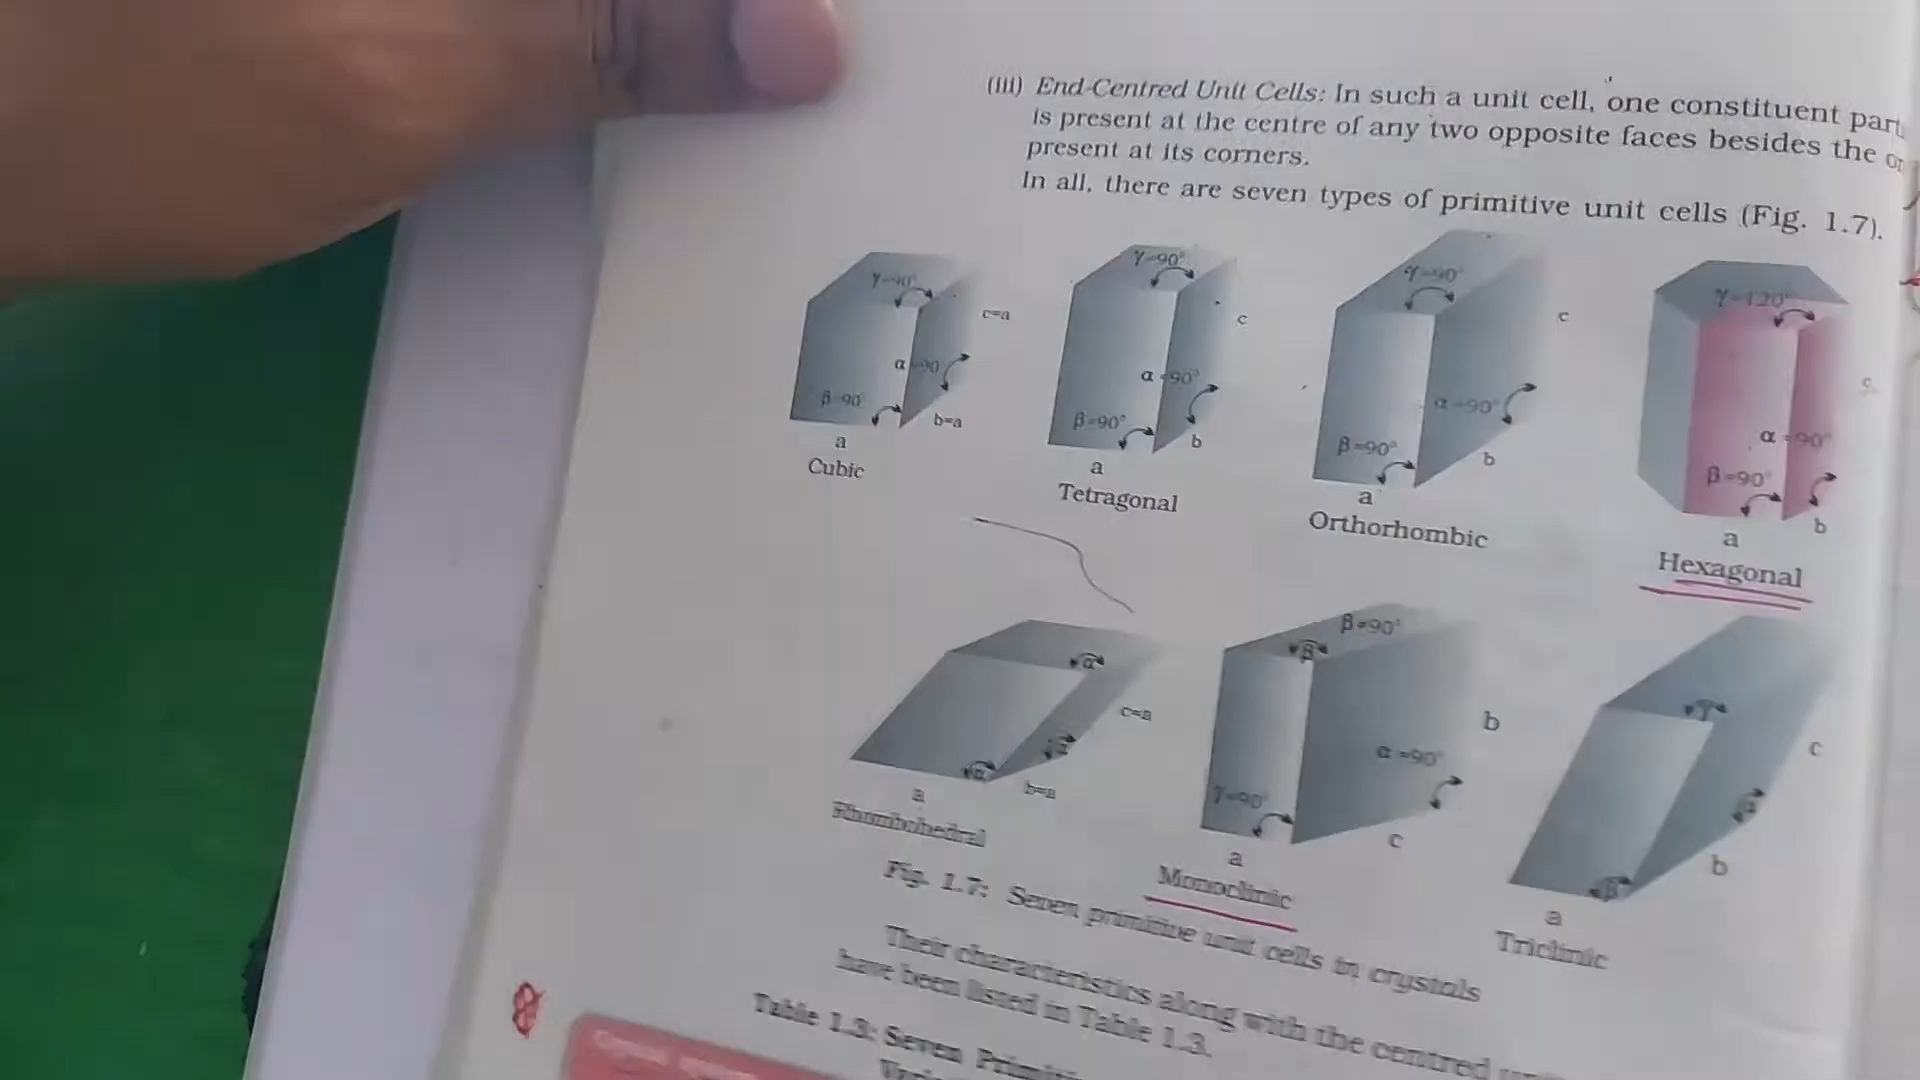 (iii) End-Centred Unit Cells: In such a unit cell, one constituent
is present at the centre of any two opposite faces besides the
present at its corners.
In all, there are seven types of primitive unit cells (Fig. 1.7).
γ=90°
c=a
α=90
β=90
b=a
a
Cubic
γ=90°
c
α=90°
β=90°
b
a
Tetragonal
γ=90°
c
α=90°
β=90°
b
a
Orthorhombic
γ=120°
c
α=90°
β=90°
b
a
Hexagonal
α
c=a
α
α
b=a
a
Rhombohedral
β=90°
β
b
α=90°
γ=90°
c
a
Monoclinic
γ
c
α
b
β
a
Triclinic
Fig. 1.7: Seven primitive unit cells in crystals
Their characteristics along with the centred
have been listed in Table 1.3.
Table 1.3: Seven
8